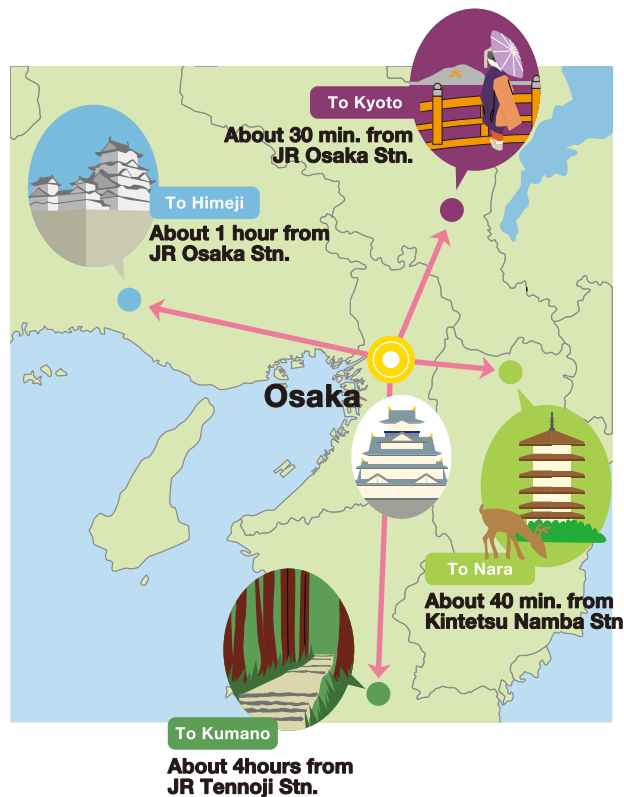 To Kyoto
About 30 min. from
JR Osaka Stn.
To Himeji
About 1 hour from
JR Osaka Stn.
Osaka
To Nara
About 40 min. from
Kintetsu Namba Stn
To Kumano
About 4hours from
JR Tennoji Stn.